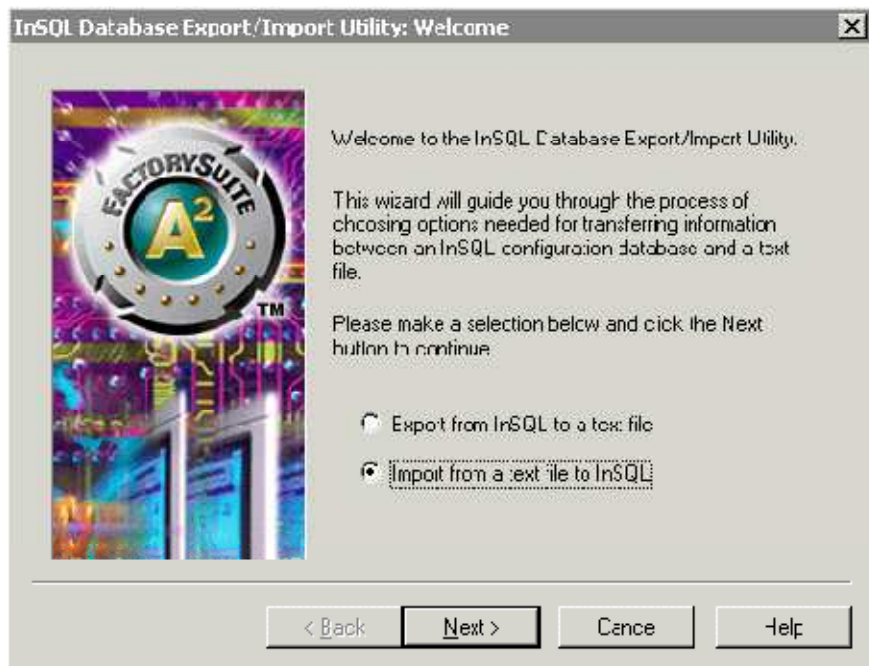 InSQL Database Export/Import Utility: Welcome
FACTORYSUITE
A2
TM
Welcome to the InSQL Database Export/Import Utility.
This wizard will guide you through the process of
choosing options needed for transferring information
between an InSQL configuration database and a text
file.
Please make a selection below and click the Next
button to continue
Export from InSQL to a text file
Import from a text file to InSQL
< Back
Next >
Cancel
Help